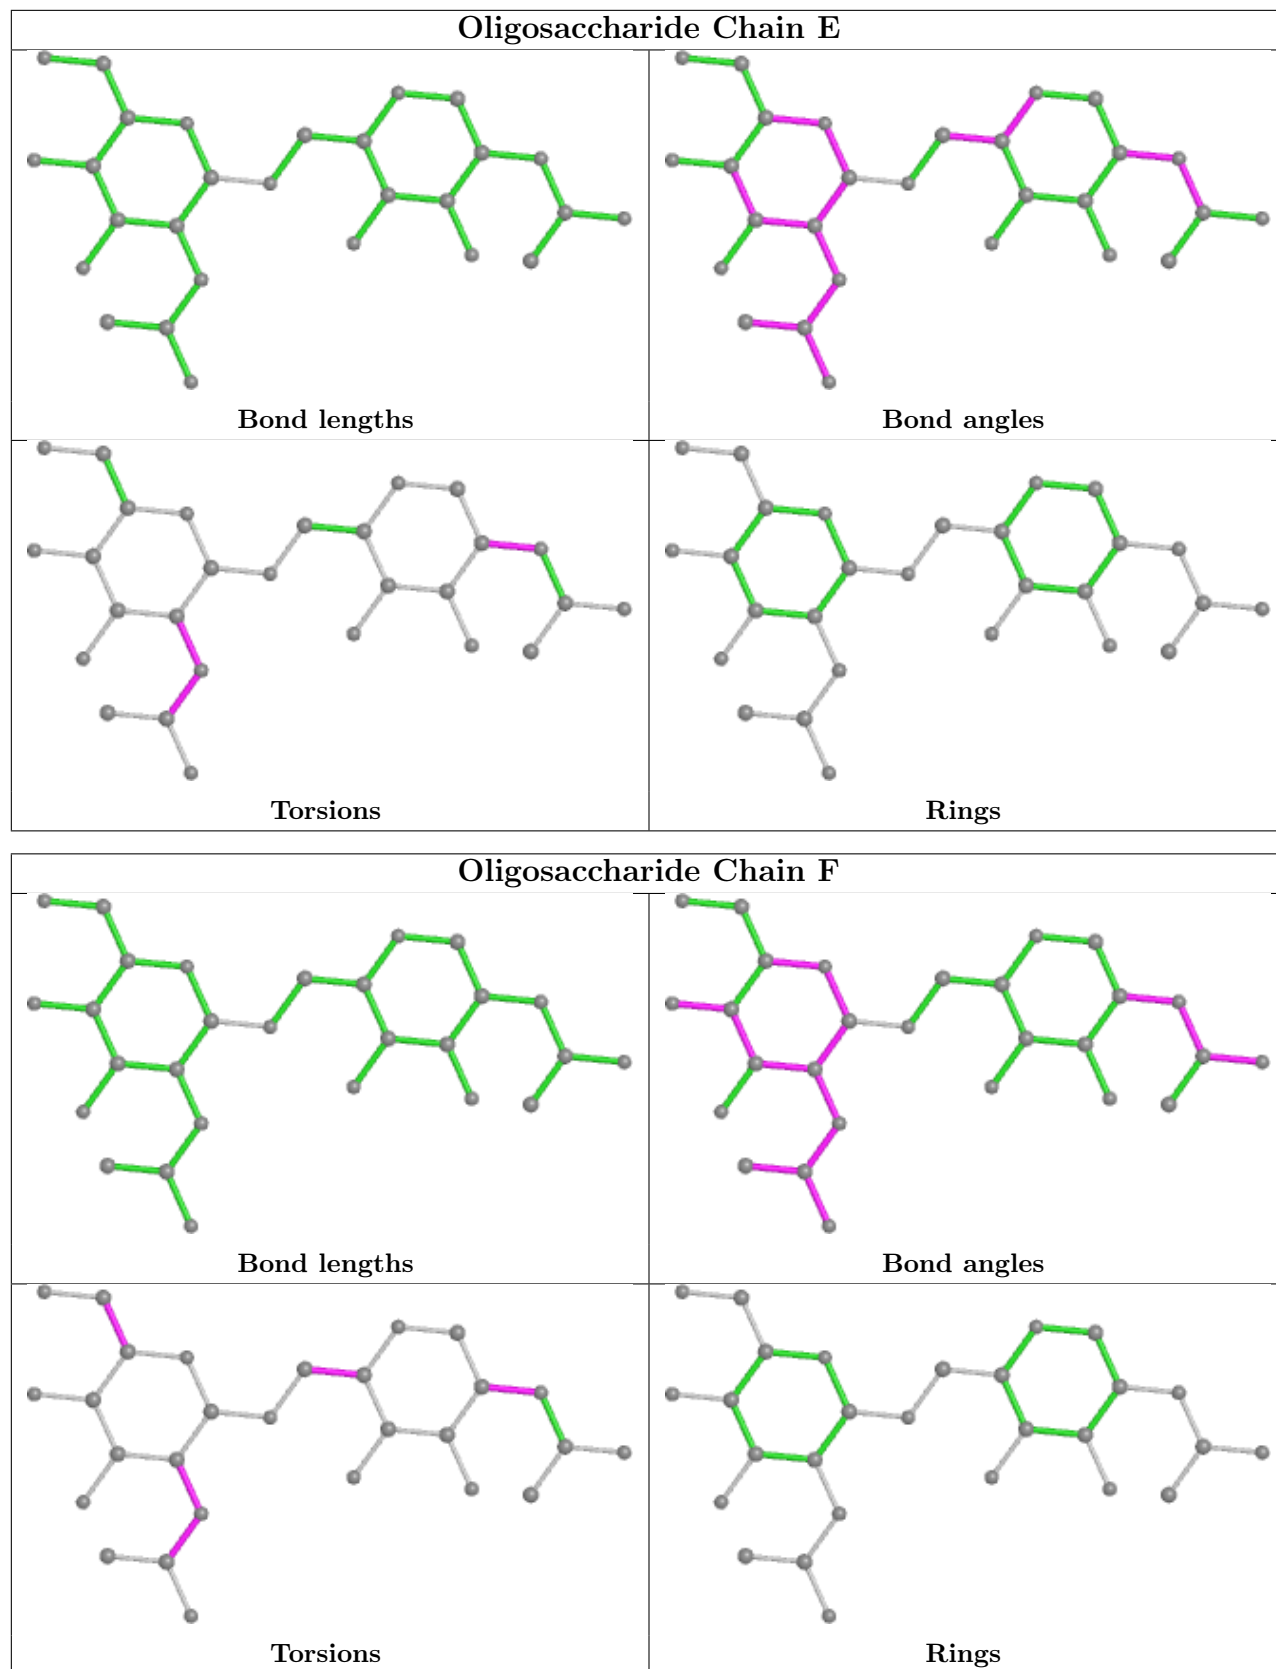 Oligosaccharide Chain E
Bond lengths
Bond angles
Torsions
Rings
Oligosaccharide Chain F
Bond lengths
Bond angles
Torsions
Rings